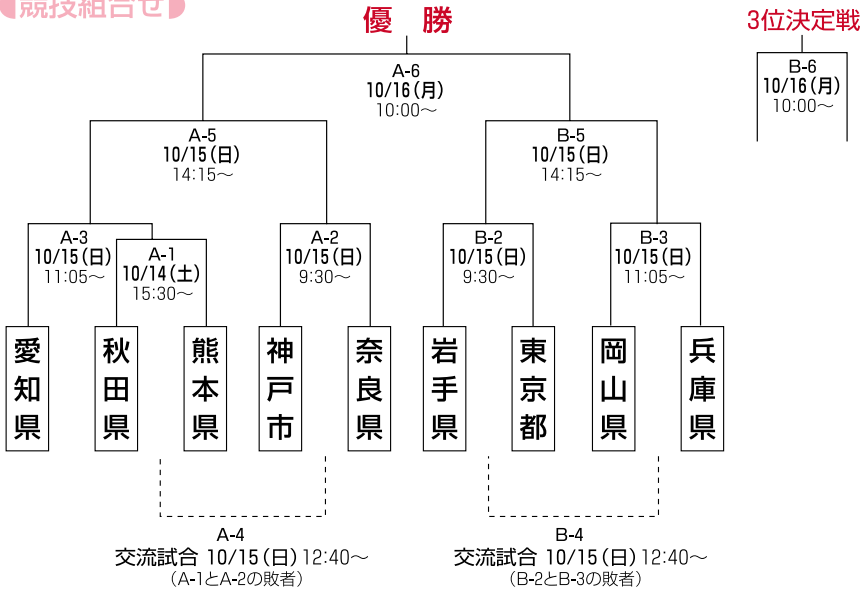 競技組合せ
優 勝
3位決定戦
A-6
10/16(月)
10:00～
B-6
10/16(月)
10:00～
A-5
10/15(日)
14:15～
B-5
10/15(日)
14:15～
A-3
10/15(日)
11:05～
A-1
10/14(土)
15:30～
A-2
10/15(日)
9:30～
B-2
10/15(日)
9:30～
B-3
10/15(日)
11:05～
愛知県
秋田県
熊本県
神戸市
奈良県
岩手県
東京都
岡山県
兵庫県
A-4
交流試合 10/15(日)12:40～
(A-1とA-2の敗者)
B-4
交流試合 10/15(日)12:40～
(B-2とB-3の敗者)